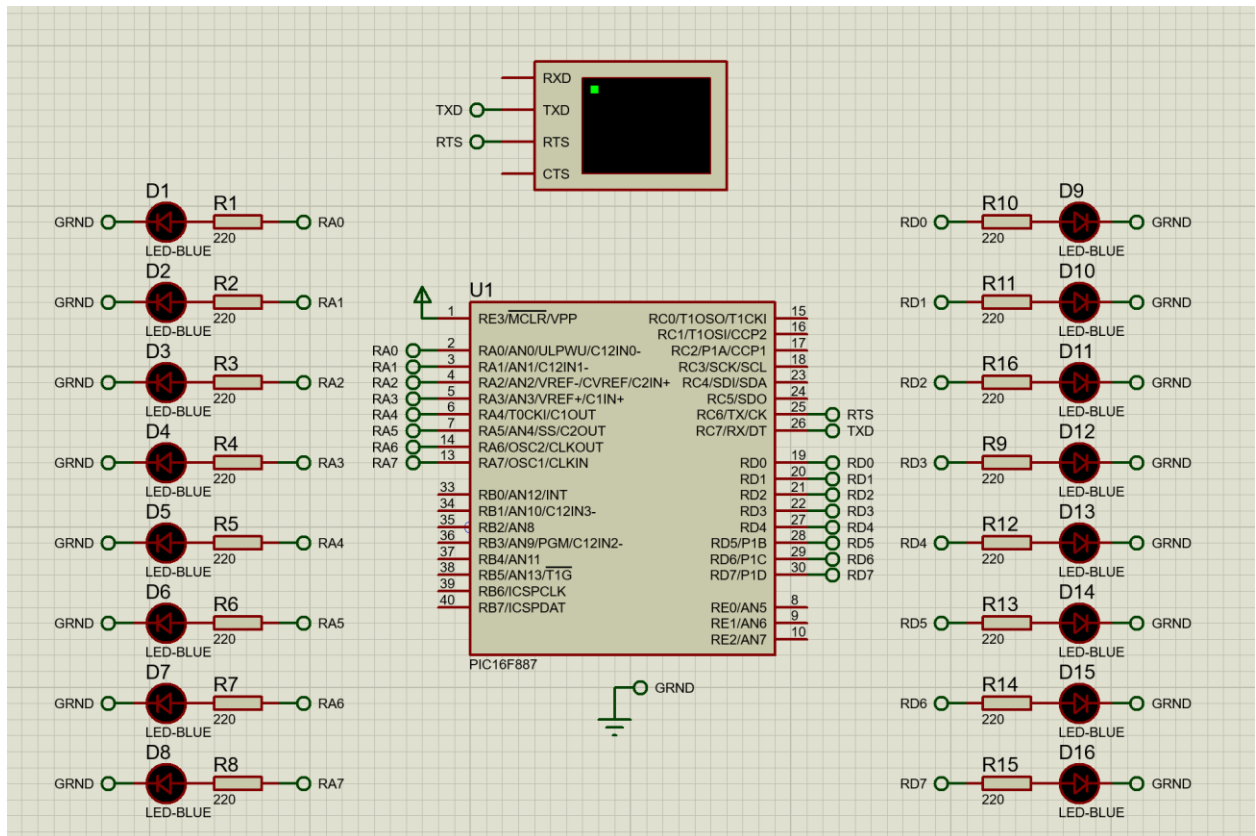 RXD
TXD TXD
RTS RTS
CTS
D1
R1
GRND RA0
220
LED-BLUE
D2
R2
GRND RA1
220
LED-BLUE
D3
R3
GRND RA2
220
LED-BLUE
D4
R4
GRND RA3
220
LED-BLUE
D5
R5
GRND RA4
220
LED-BLUE
D6
R6
GRND RA5
220
LED-BLUE
D7
R7
GRND RA6
220
LED-BLUE
D8
R8
GRND RA7
220
LED-BLUE
U1
1 RE3/MCLR/VPP
RA0 2 RA0/AN0/ULPWU/C12IN0-
RA1 3 RA1/AN1/C12IN1-
RA2 4 RA2/AN2/VREF-/CVREF/C2IN+
RA3 5 RA3/AN3/VREF+/C1IN+
RA4 6 RA4/T0CKI/C1OUT
RA5 7 RA5/AN4/SS/C2OUT
RA6 14 RA6/OSC2/CLKOUT
RA7 13 RA7/OSC1/CLKIN
33 RB0/AN12/INT
34 RB1/AN10/C12IN3-
35 RB2/AN8
36 RB3/AN9/PGM/C12IN2-
37 RB4/AN11
38 RB5/AN13/T1G
39 RB6/ICSPCLK
40 RB7/ICSPDAT
RC0/T1OSO/T1CKI 15
RC1/T1OSI/CCP2 16
RC2/P1A/CCP1 17
RC3/SCK/SCL 18
RC4/SDI/SDA 23
RC5/SDO 24
RC6/TX/CK 25 RTS
RC7/RX/DT 26 TXD
RD0 19 RD0
RD1 20 RD1
RD2 21 RD2
RD3 22 RD3
RD4 27 RD4
RD5/P1B 28 RD5
RD6/P1C 29 RD6
RD7/P1D 30 RD7
RE0/AN5 8
RE1/AN6 9
RE2/AN7 10
PIC16F887
GRND
D9
R10
RD0 GRND
220
LED-BLUE
D10
R11
RD1 GRND
220
LED-BLUE
D11
R16
RD2 GRND
220
LED-BLUE
D12
R9
RD3 GRND
220
LED-BLUE
D13
R12
RD4 GRND
220
LED-BLUE
D14
R13
RD5 GRND
220
LED-BLUE
D15
R14
RD6 GRND
220
LED-BLUE
D16
R15
RD7 GRND
220
LED-BLUE